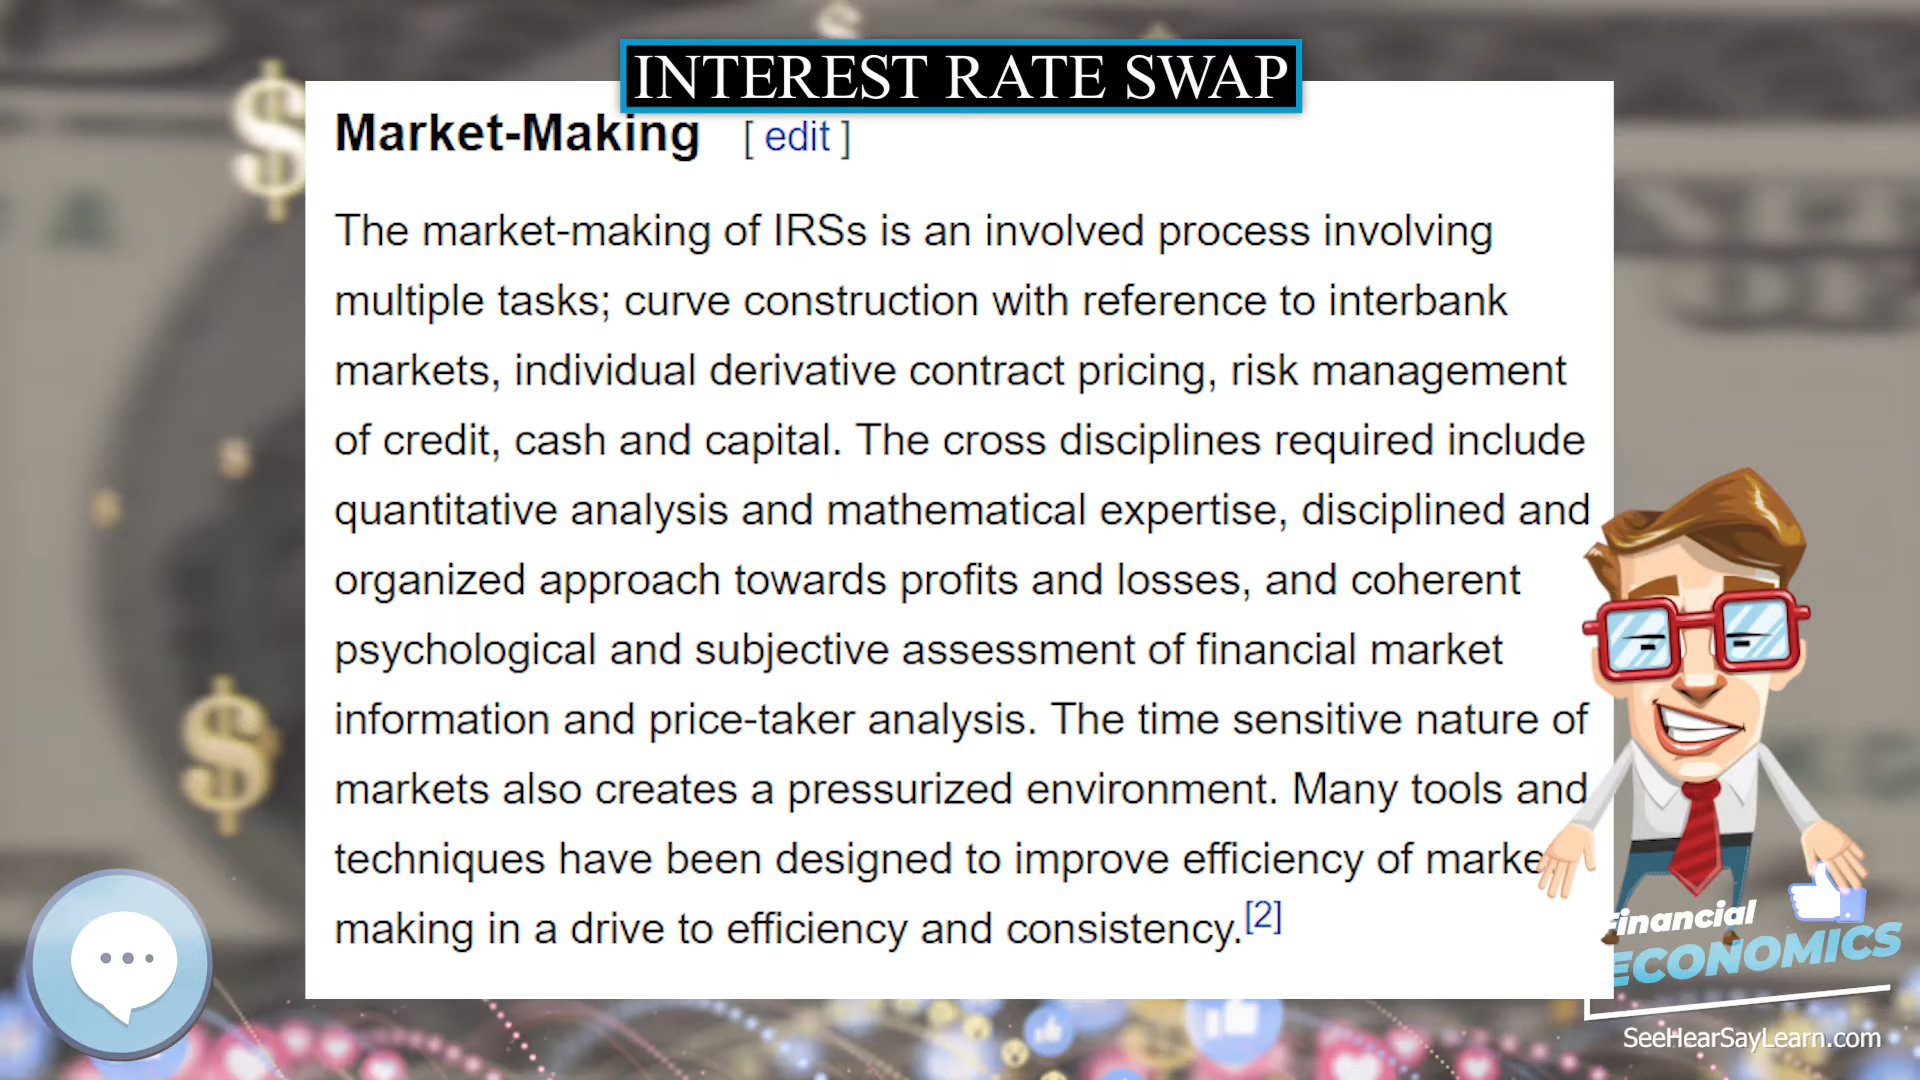 INTEREST RATE SWAP
Market-Making [ edit ]
The market-making of IRSs is an involved process involving
multiple tasks; curve construction with reference to interbank
markets, individual derivative contract pricing, risk management
of credit, cash and capital. The cross disciplines required include
quantitative analysis and mathematical expertise, disciplined and
organized approach towards profits and losses, and coherent
psychological and subjective assessment of financial market
information and price-taker analysis. The time sensitive nature of
markets also creates a pressurized environment. Many tools and
techniques have been designed to improve efficiency of marke
making in a drive to efficiency and consistency.[2]
Financial
ECONOMICS
SeeHearSayLearn.com